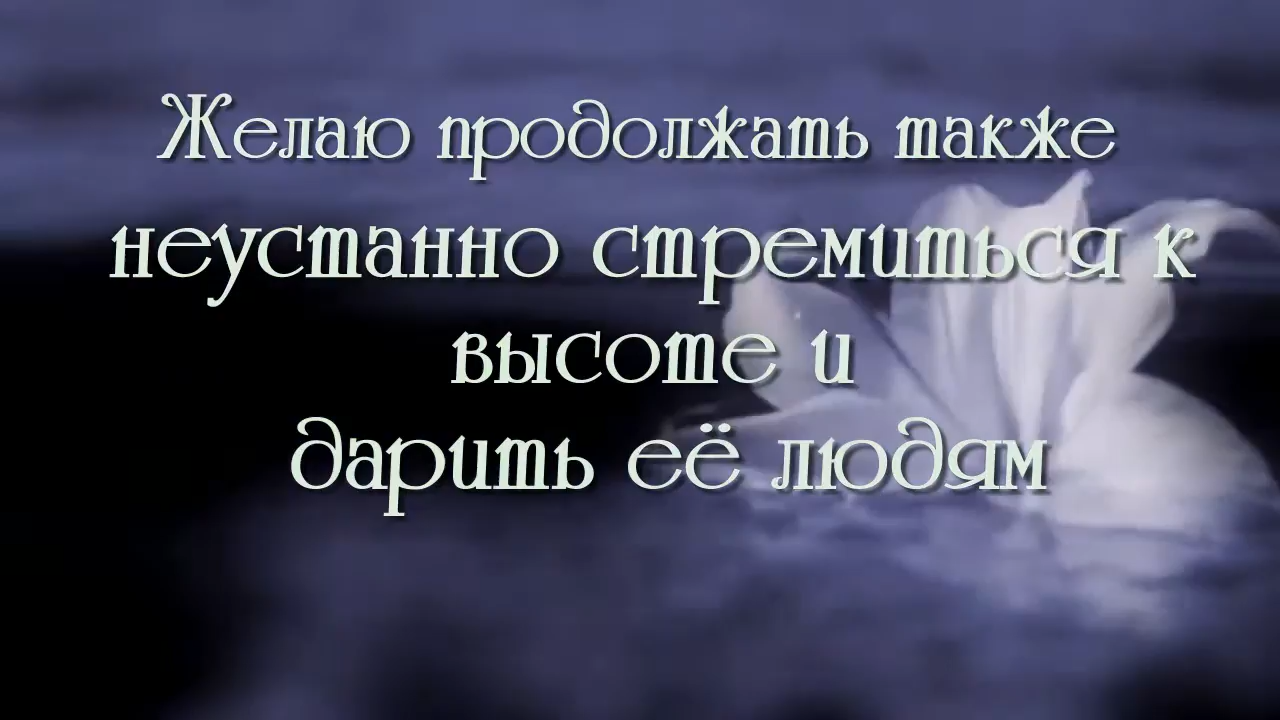 Желаю продолжать также
неустанно стремиться к
высоте и
дарить её людям